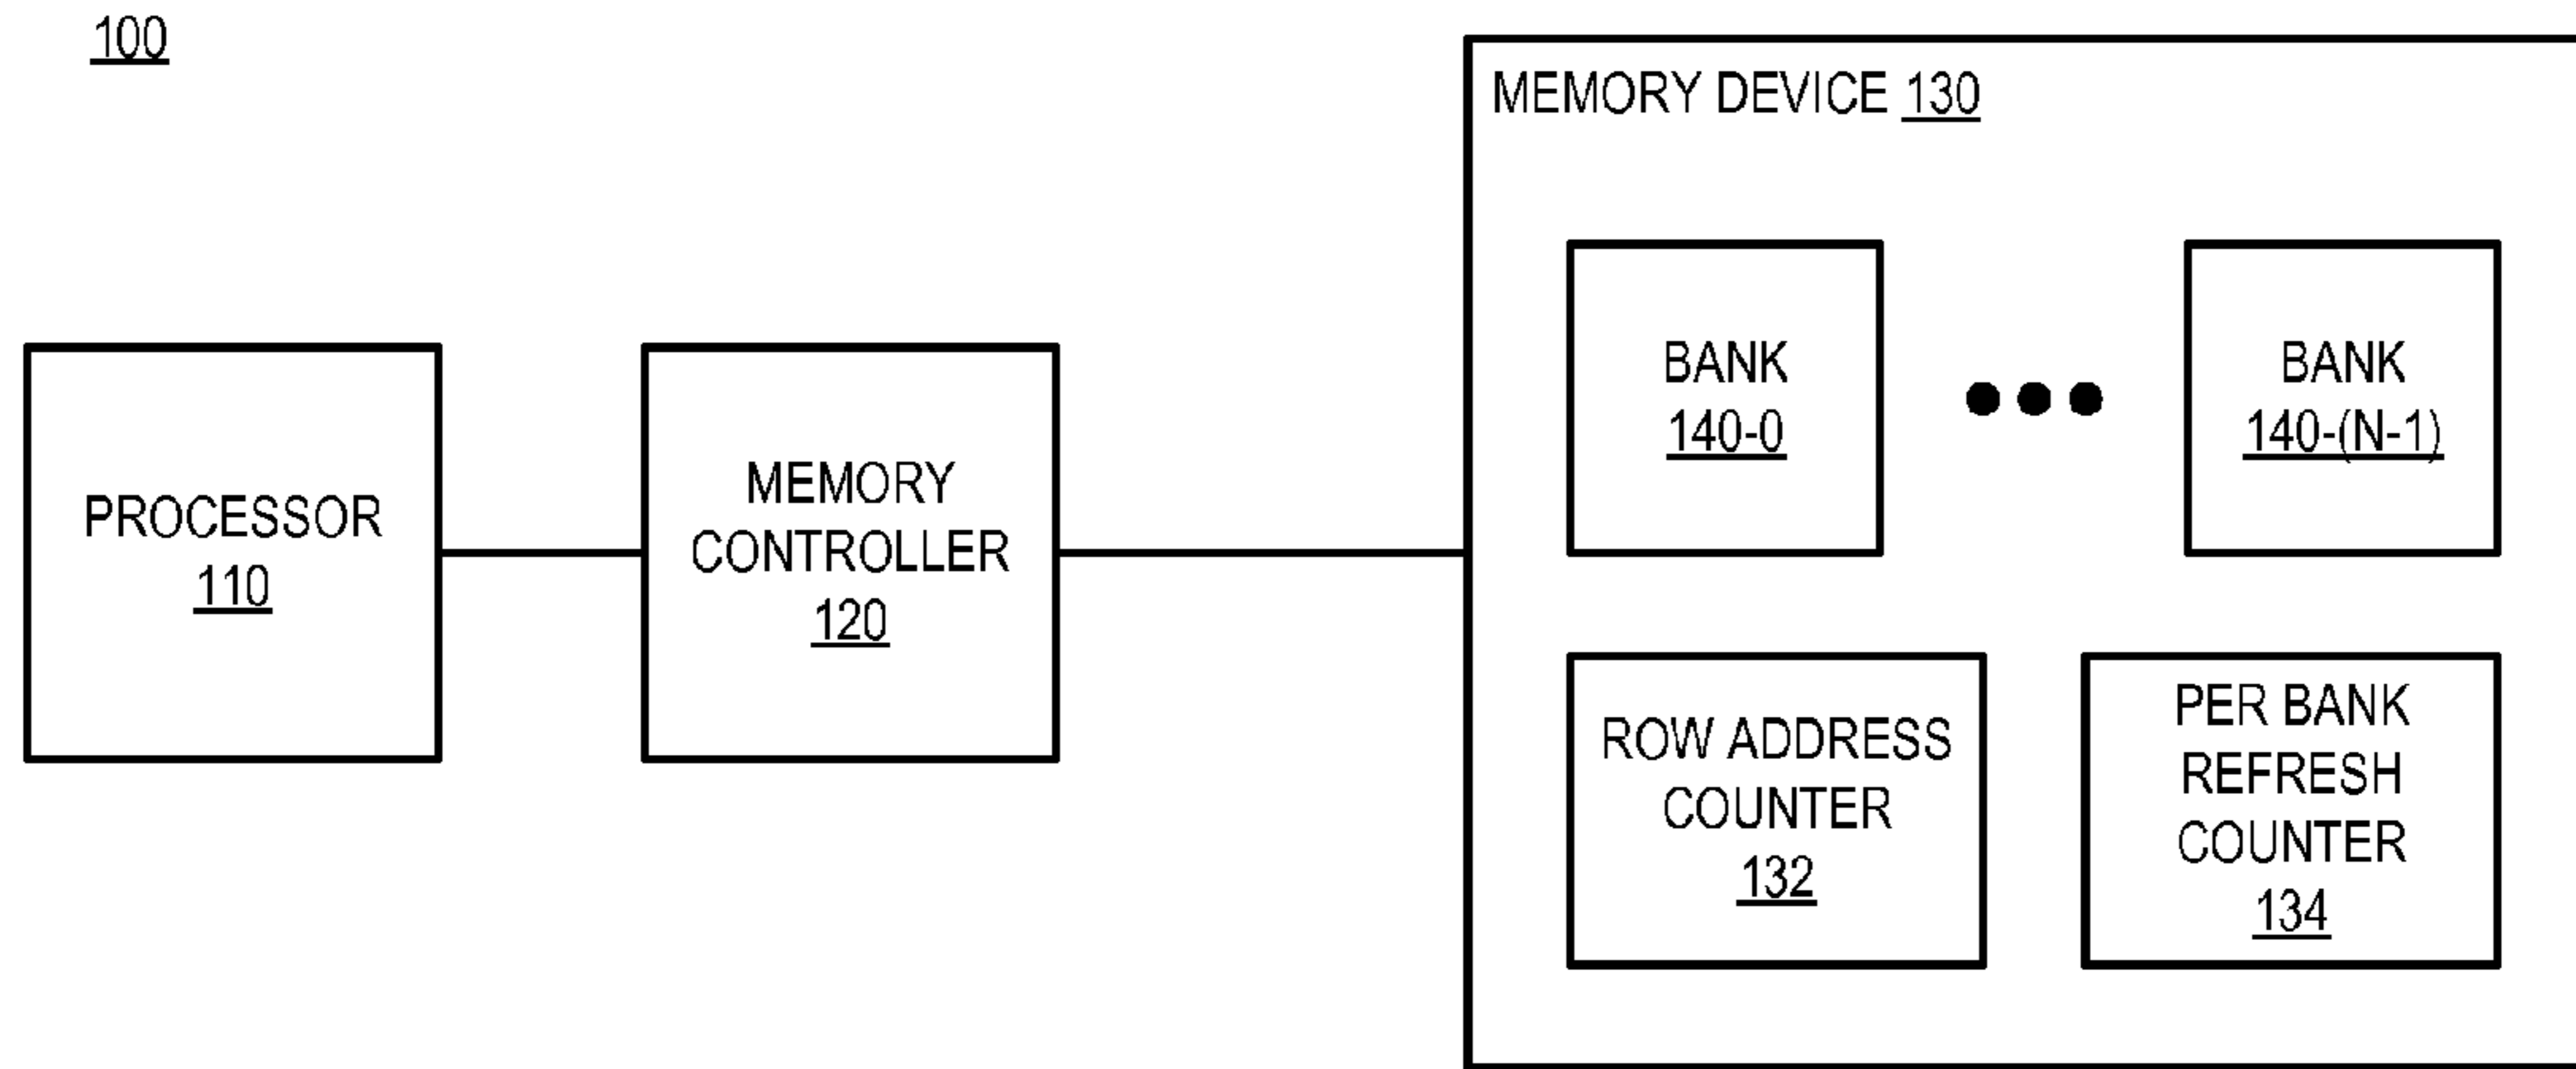 100
MEMORY DEVICE 130
BANK
140-0
BANK
140-(N-1)
PROCESSOR
110
MEMORY
CONTROLLER
120
ROW ADDRESS
COUNTER
132
PER BANK
REFRESH
COUNTER
134